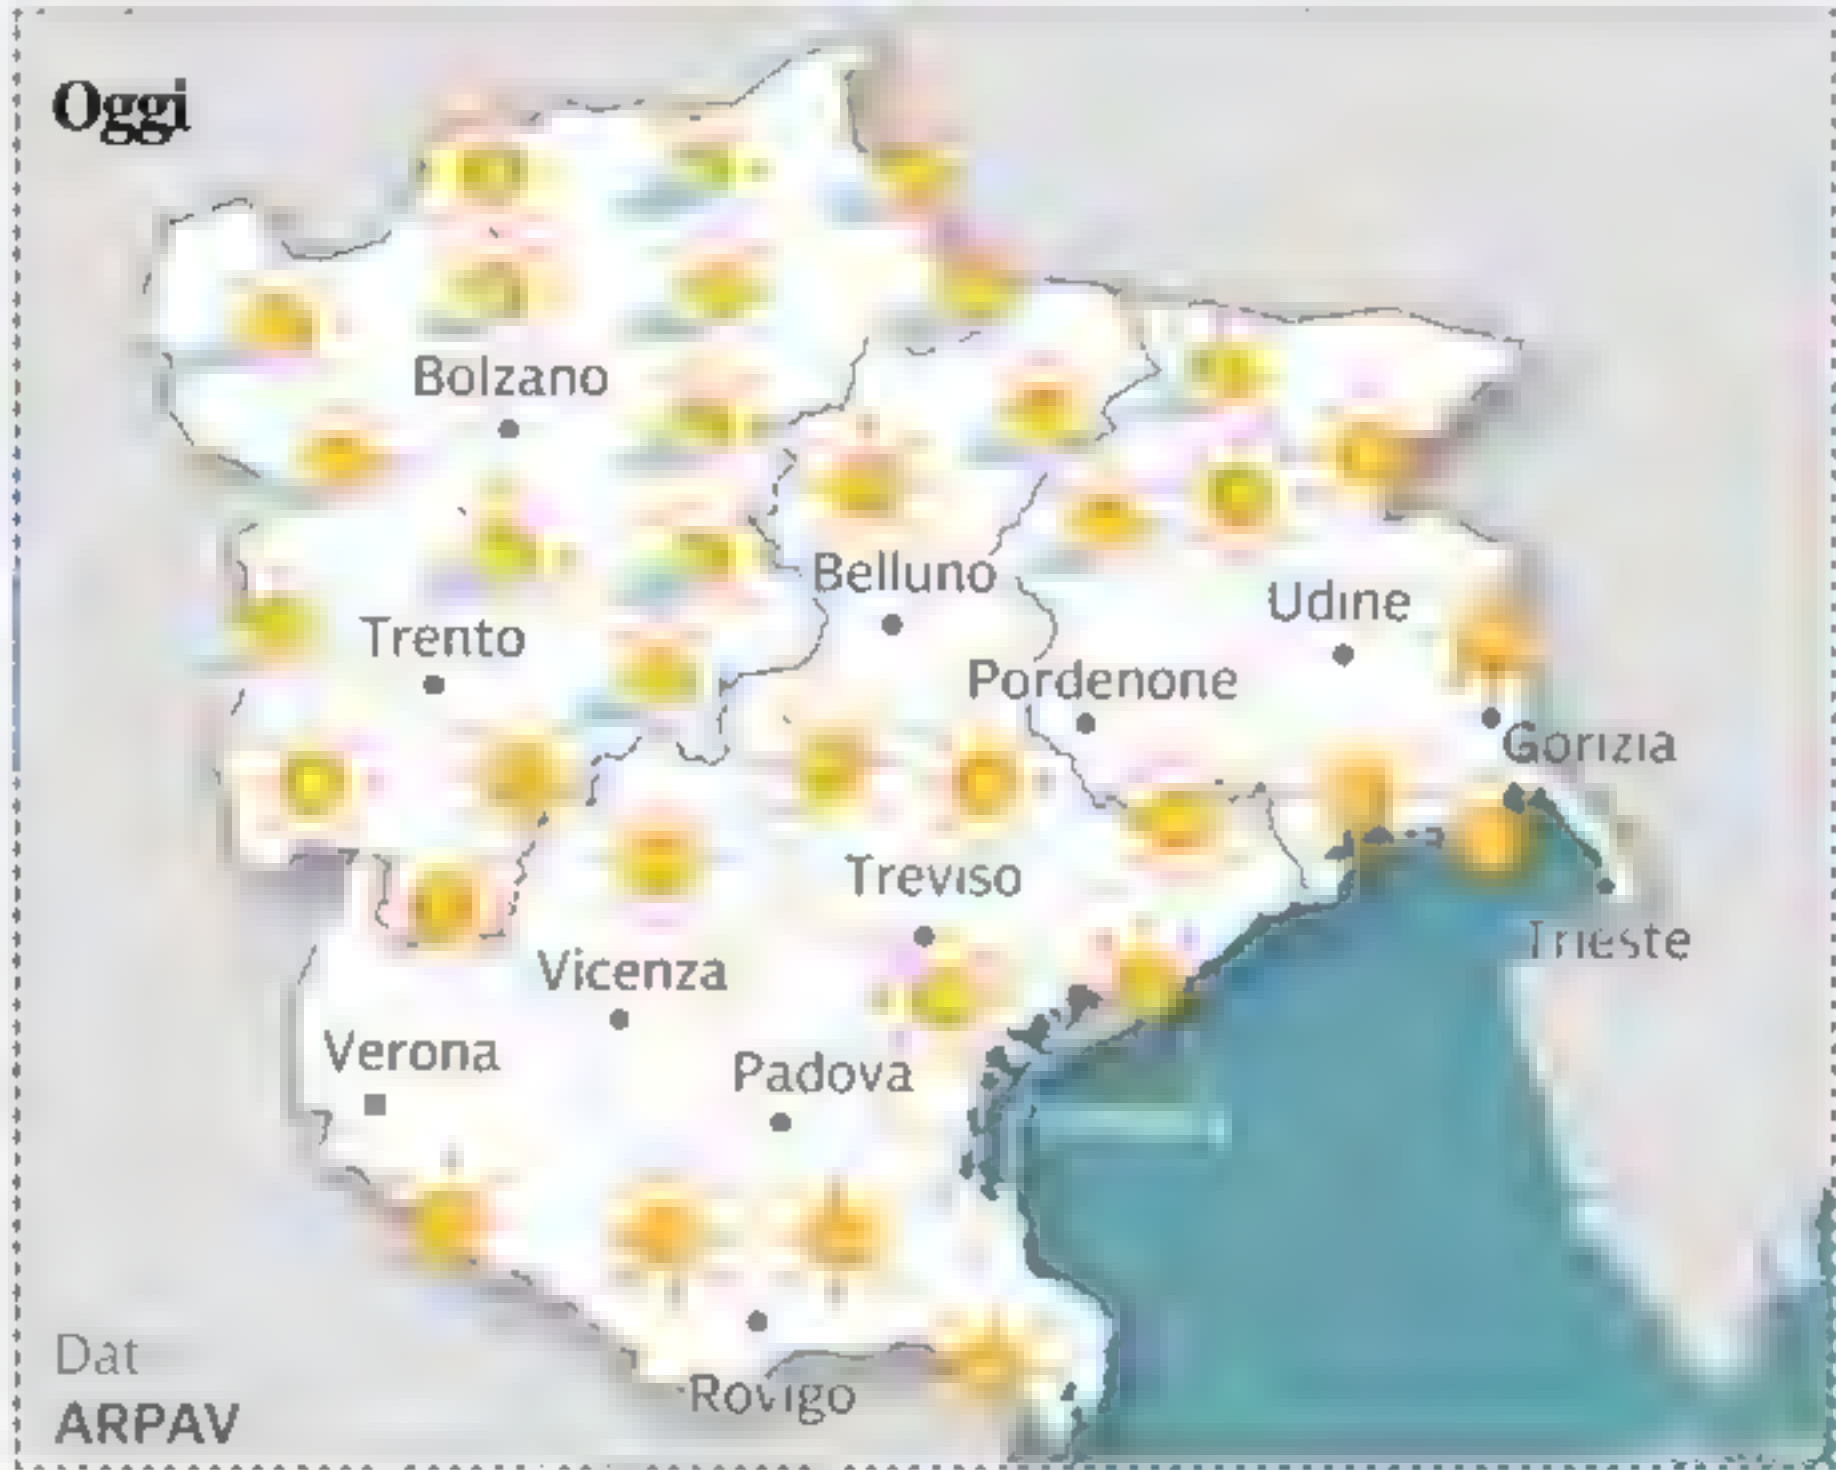 Oggi
Bolzano
Belluno
Udine
Trento
Pordenone
Gorizia
Treviso
Trieste
Vicenza
Verona
Padova
Rovigo
Dat
ARPAV